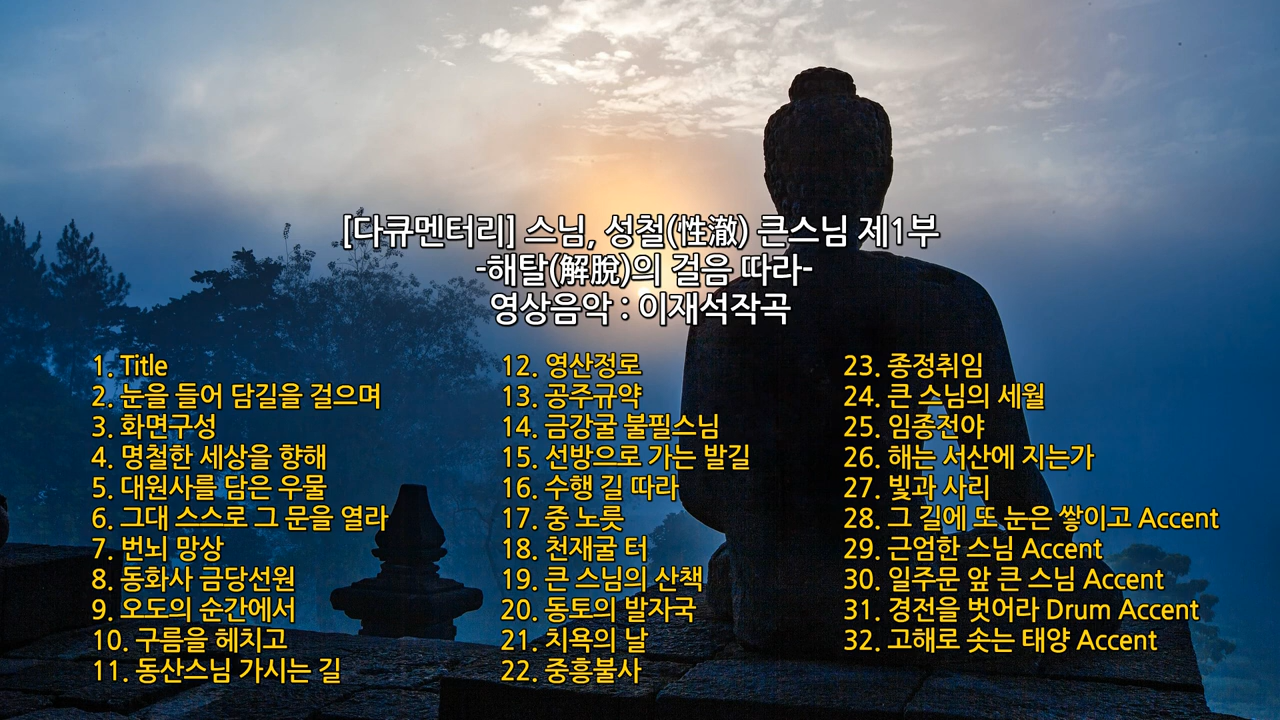 [다큐멘터리] 스님, 성철(性澈) 큰스님 제1부
-해탈(解脫)의 걸음 따라-
영상음악 : 이재석작곡
1. Title
2. 눈을 들어 담길을 걸으며
3. 화면구성
4. 명철한 세상을 향해
5. 대원사를 담은 우물
6. 그대 스스로 그 문을 열라
7. 번뇌 망상
8. 동화사 금당선원
9. 오도의 순간에서
10. 구름을 헤치고
11. 동산스님 가시는 길
12. 영산정로
13. 공주규약
14. 금강굴 불필스님
15. 선방으로 가는 발길
16. 수행 길 따라
17. 중 노릇
18. 천재굴 터
19. 큰 스님의 산책
20. 동토의 발자국
21. 치욕의 날
22. 중흥불사
23. 종정취임
24. 큰 스님의 세월
25. 임종전야
26. 해는 서산에 지는가
27. 빛과 사리
28. 그 길에 또 눈은 쌓이고 Accent
29. 근엄한 스님 Accent
30. 일주문 앞 큰 스님 Accent
31. 경전을 벗어라 Drum Accent
32. 고해로 솟는 태양 Accent